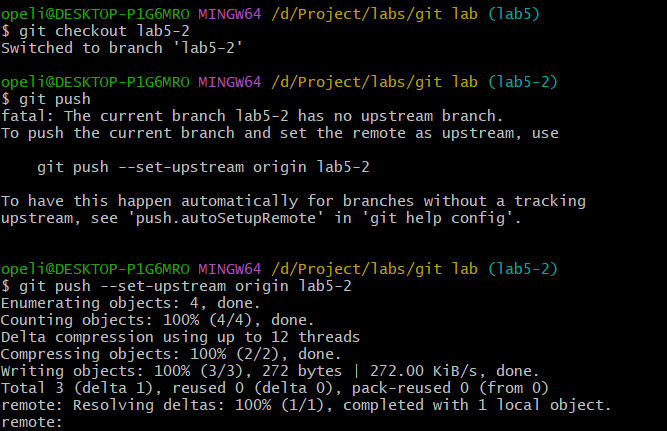 opeli@DESKTOP-P1G6MRO MINGW64 /d/Project/labs/git lab (lab5)
$ git checkout lab5-2
Switched to branch 'lab5-2'
opeli@DESKTOP-P1G6MRO MINGW64 /d/Project/labs/git lab (lab5-2)
$ git push
fatal: The current branch lab5-2 has no upstream branch.
To push the current branch and set the remote as upstream, use
    git push --set-upstream origin lab5-2
To have this happen automatically for branches without a tracking
upstream, see 'push.autoSetupRemote' in 'git help config'.
opeli@DESKTOP-P1G6MRO MINGW64 /d/Project/labs/git lab (lab5-2)
$ git push --set-upstream origin lab5-2
Enumerating objects: 4, done.
Counting objects: 100% (4/4), done.
Delta compression using up to 12 threads
Compressing objects: 100% (2/2), done.
Writing objects: 100% (3/3), 272 bytes | 272.00 KiB/s, done.
Total 3 (delta 1), reused 0 (delta 0), pack-reused 0 (from 0)
remote: Resolving deltas: 100% (1/1), completed with 1 local object.
remote: